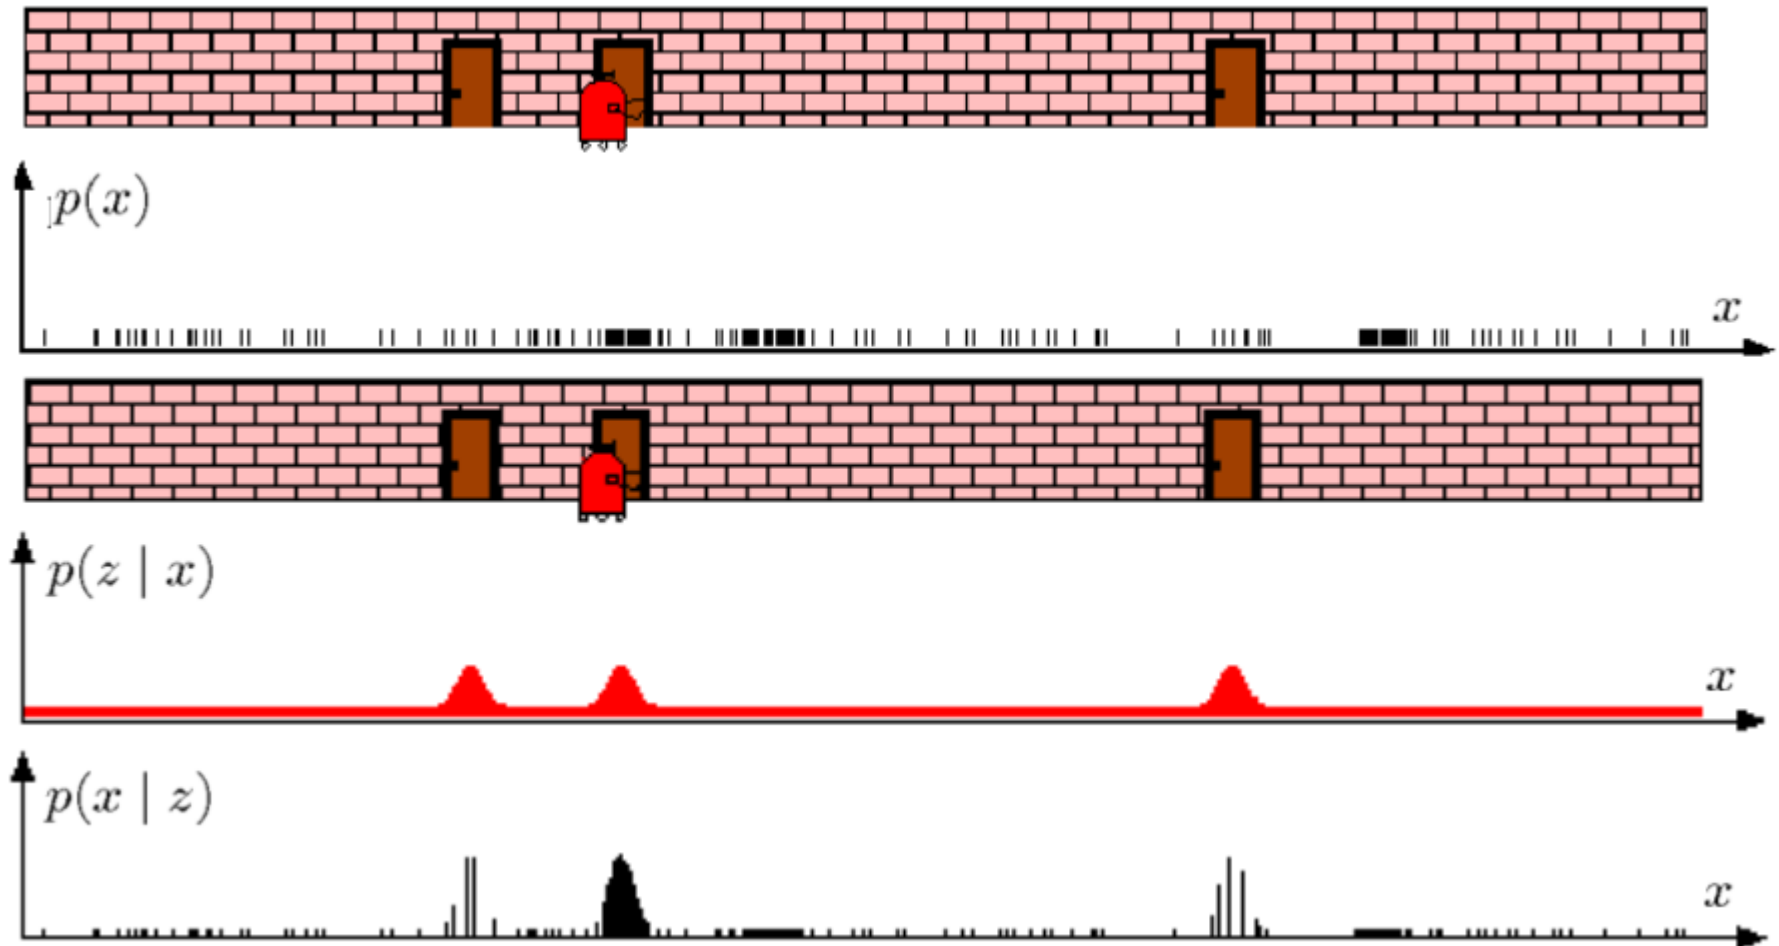 p(x)
x
p(z | x)
x
p(x | z)
x